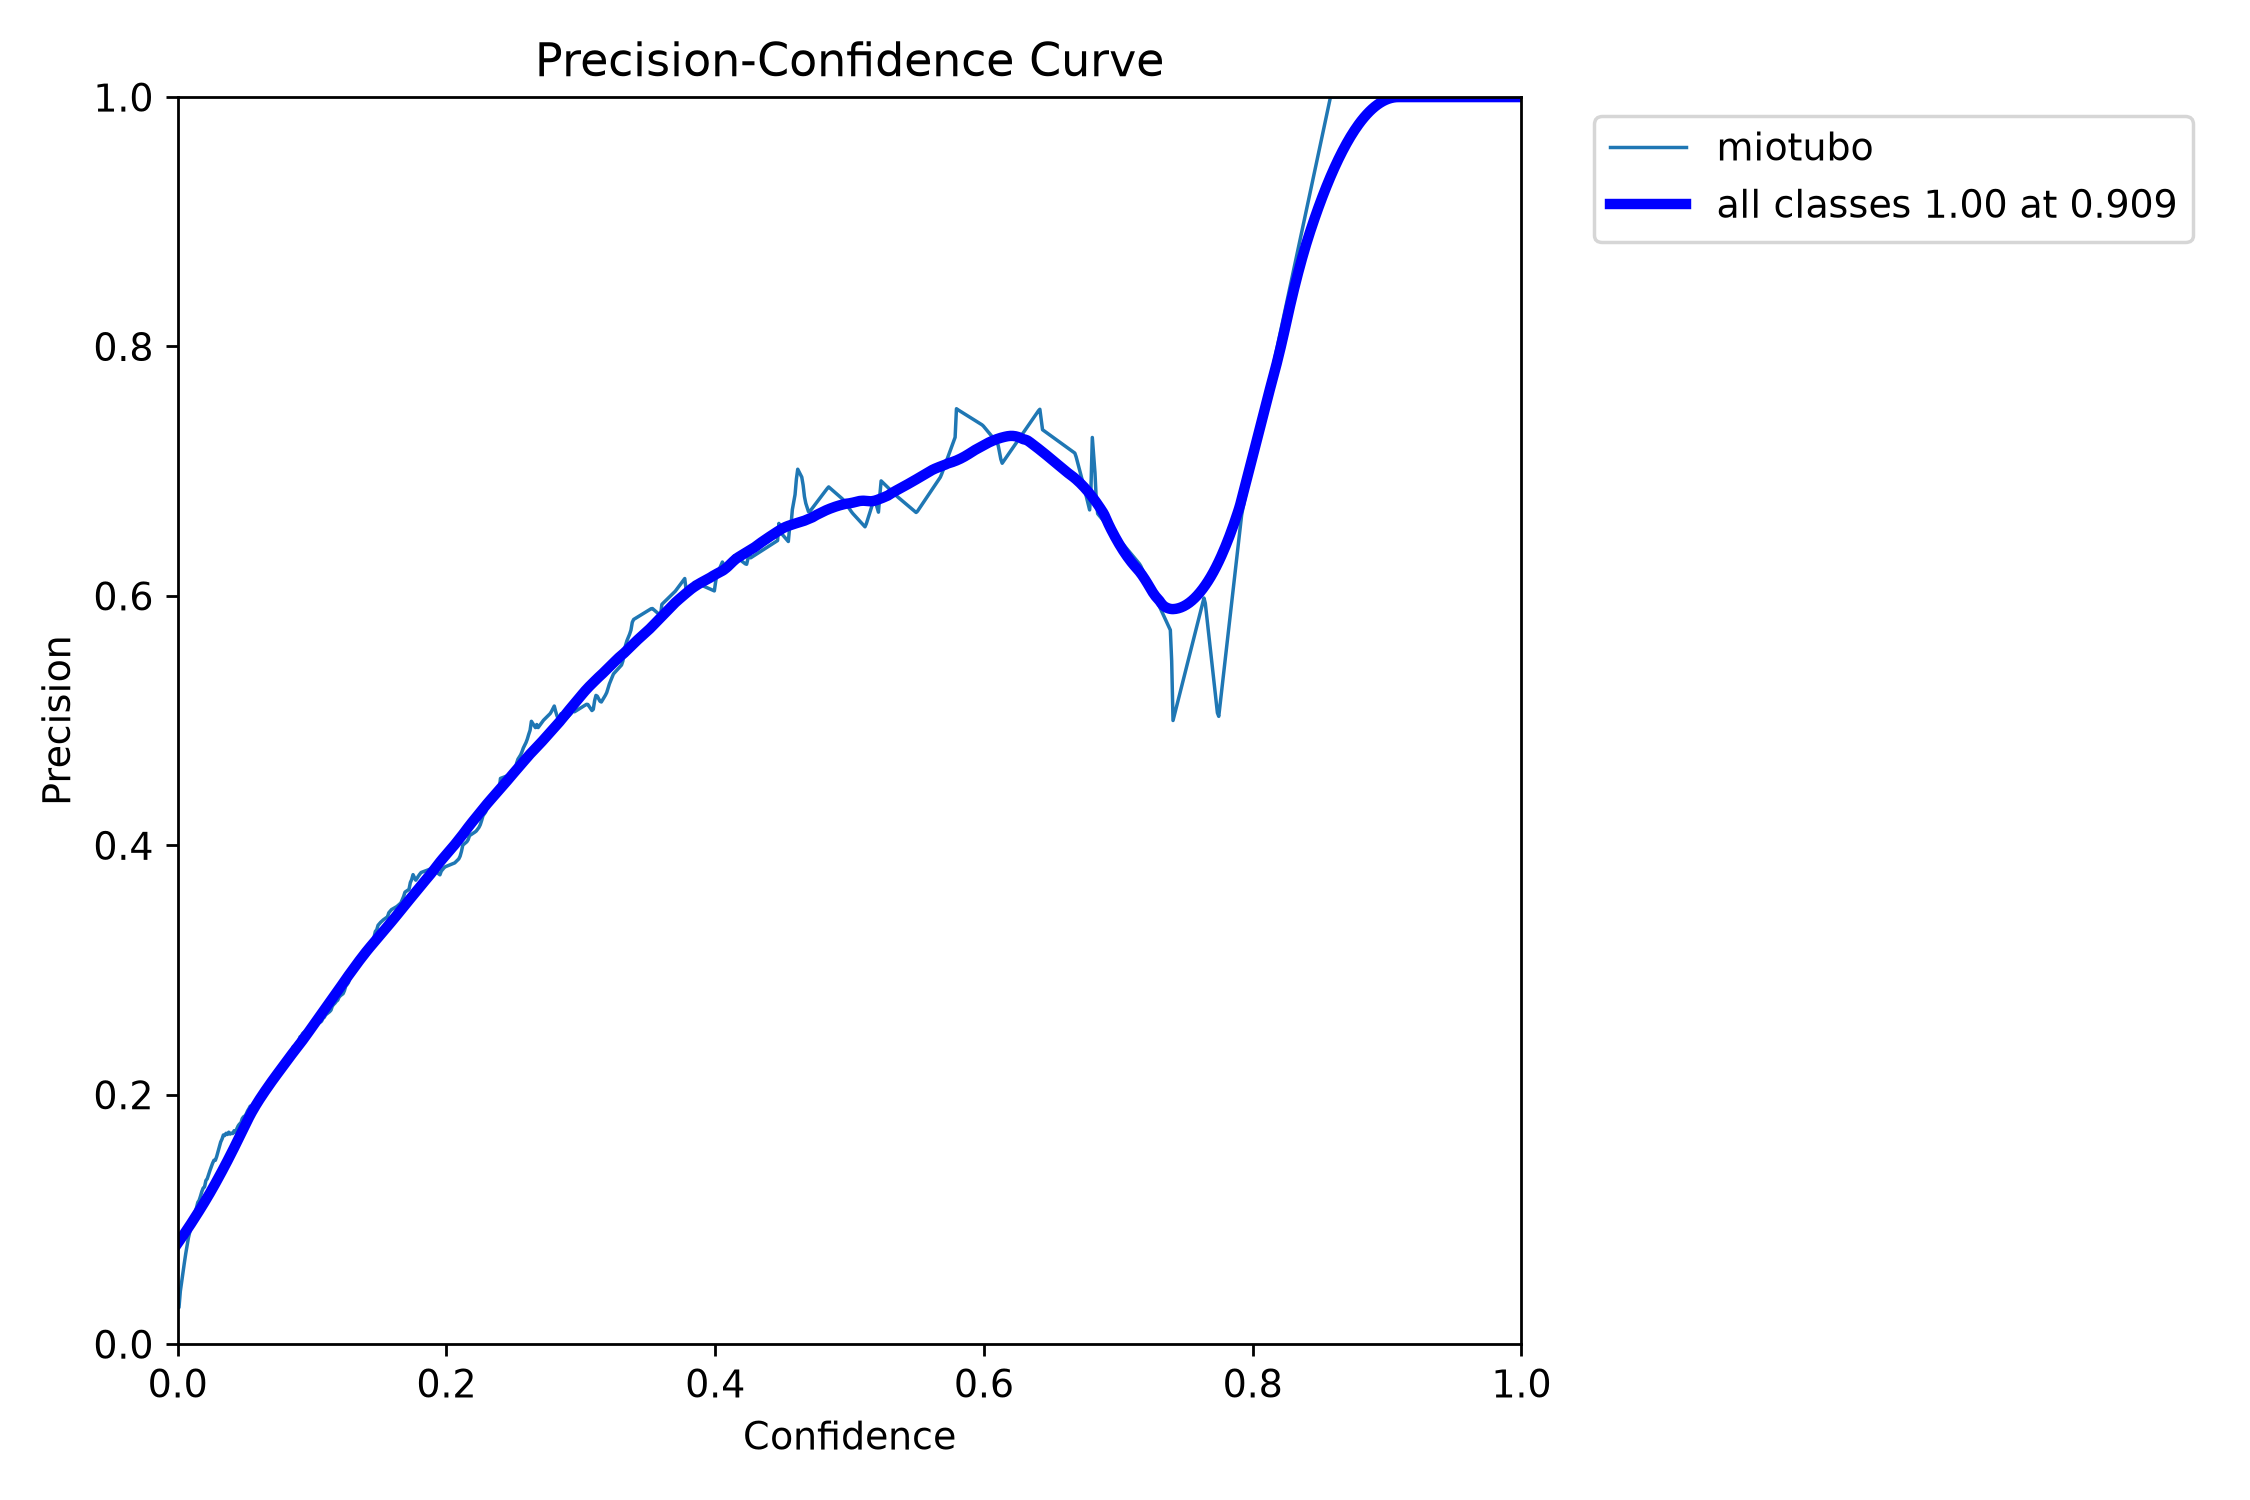 Precision-Confidence Curve
1.0
0.8
0.6
0.4
0.2
0.0
Precision
0.0 0.2 0.4 0.6 0.8 1.0
Confidence
miotubo
all classes 1.00 at 0.909